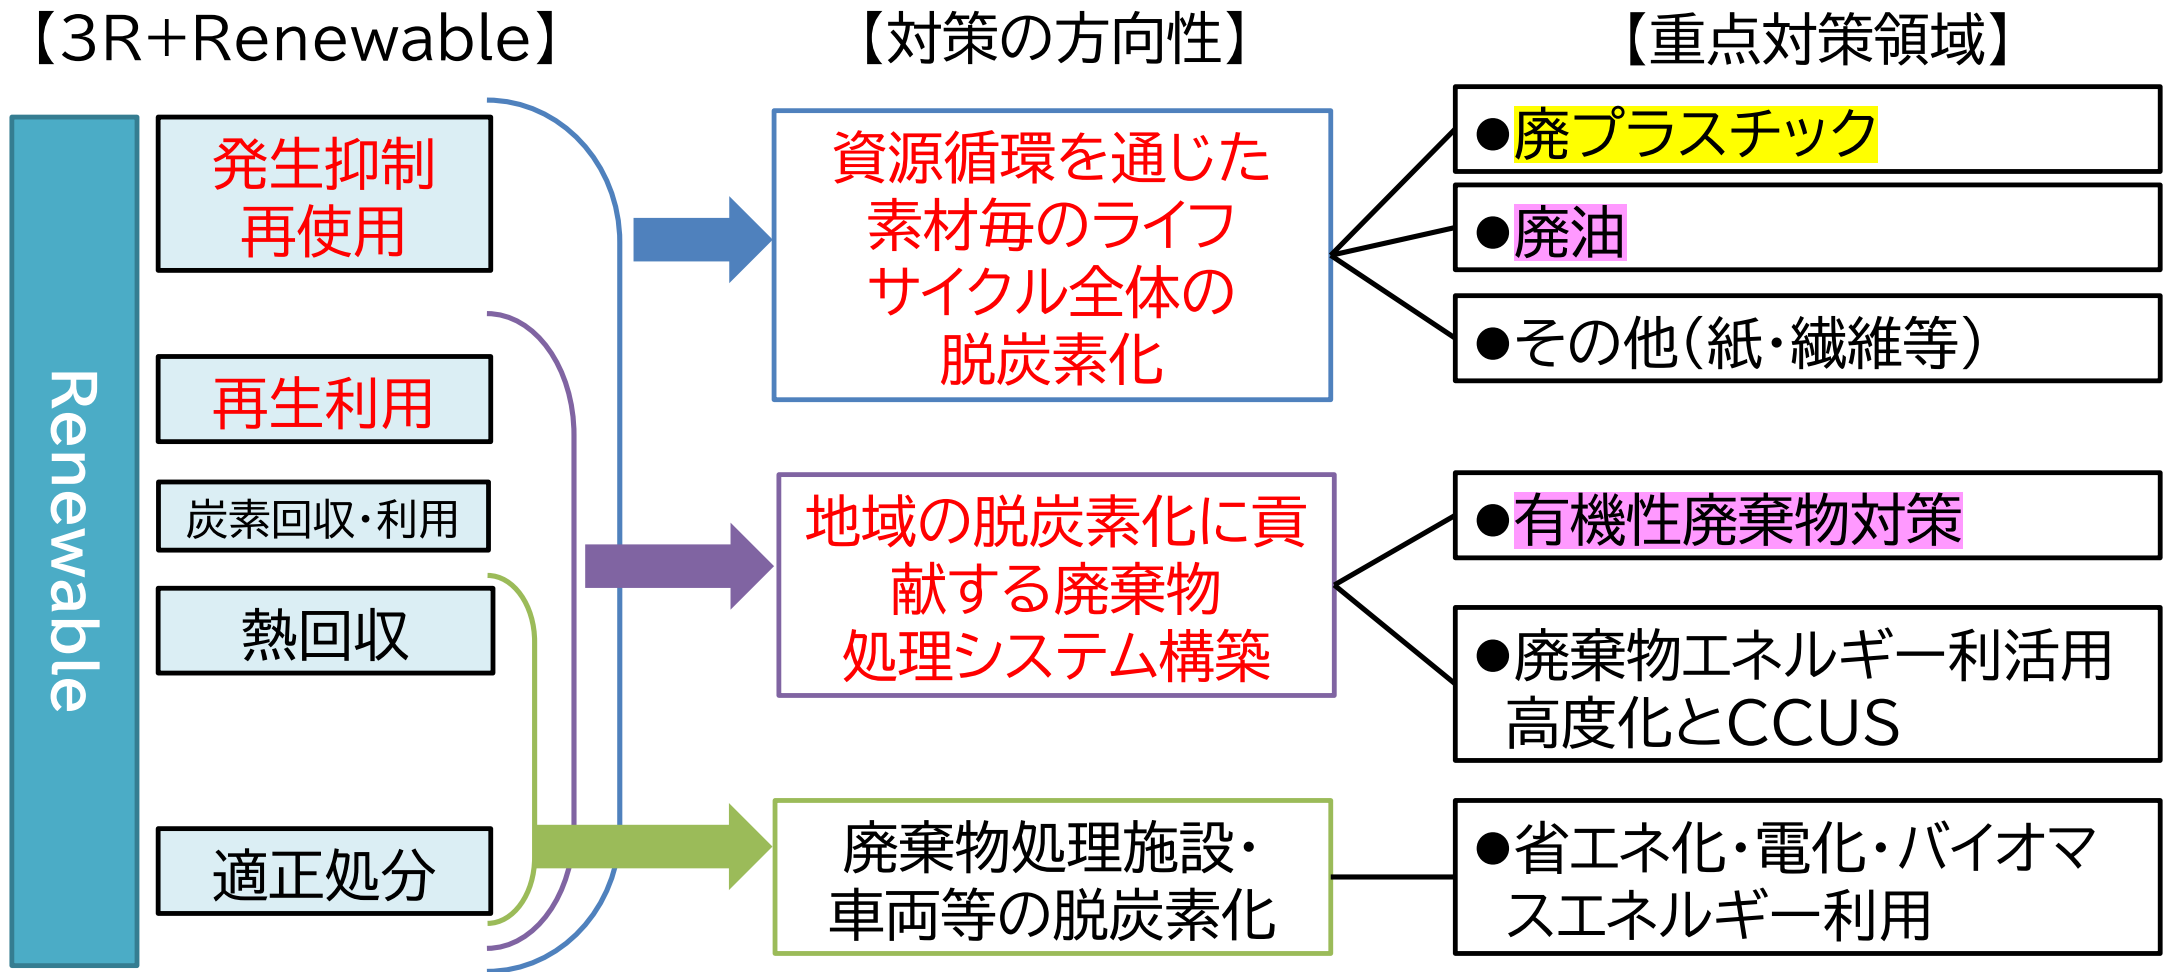 【3R+Renewable】
【対策の方向性】
【重点対策領域】
Renewable
発生抑制
再使用
再生利用
炭素回収・利用
熱回収
適正処分
資源循環を通じた
素材毎のライフ
サイクル全体の
脱炭素化
地域の脱炭素化に貢
献する廃棄物
処理システム構築
廃棄物処理施設・
車両等の脱炭素化
●廃プラスチック
●廃油
●その他(紙・繊維等)
●有機性廃棄物対策
●廃棄物エネルギー利活用
高度化とCCUS
●省エネ化・電化・バイオマ
スエネルギー利用